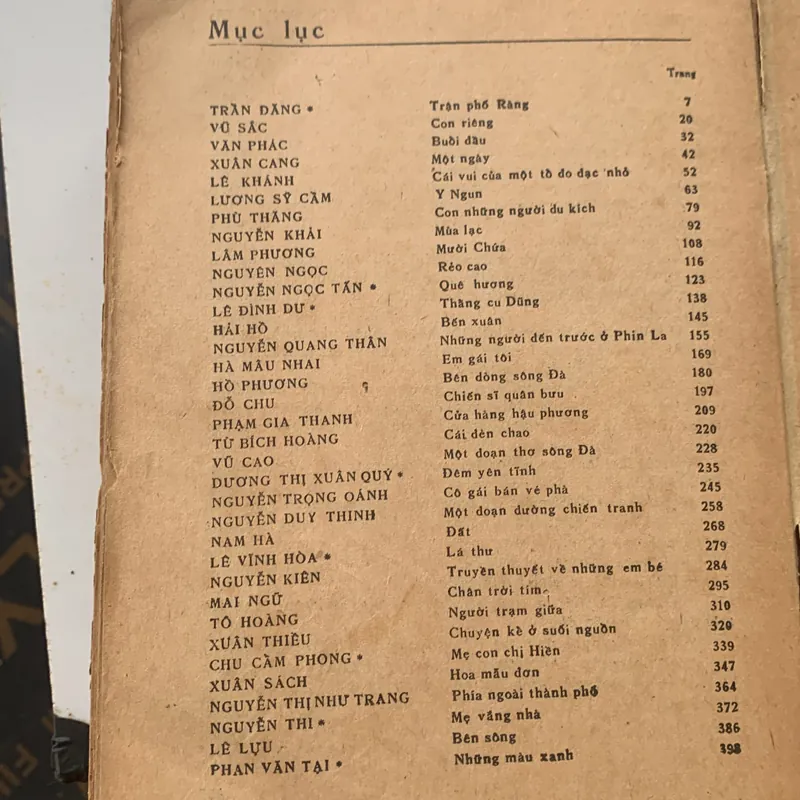 Mục lục
Trang
TRẦN ĐĂNG * Trận phố Ràng 7
VŨ SẮC Con riêng 20
VĂN PHÁC Buổi đầu 32
XUÂN CANG Một ngày 42
LÊ KHÁNH Cái vui của một tổ đo đạc nhỏ 52
LƯƠNG SỸ CẦM Y Ngun 63
PHÙ THĂNG Con những người du kích 79
NGUYỄN KHẢI Mùa lạc 92
LÂM PHƯƠNG Mười Chứa 108
NGUYÊN NGỌC Rẻo cao 116
NGUYỄN NGỌC TẤN * Quê hương 123
LÊ ĐÌNH DƯ * Thằng cu Dũng 138
HẢI HỒ Bến xuân 145
NGUYỄN QUANG THÂN Những người đến trước ở Phin La 155
HÀ MẬU NHAI Em gái tôi 169
HỒ PHƯƠNG Bên dòng sông Đà 180
ĐỖ CHU Chiến sĩ quân bưu 197
PHẠM GIA THANH Cửa hàng hậu phương 209
TỪ BÍCH HOÀNG Cái đèn chao 220
VŨ CAO Một đoạn thơ sông Đà 228
DƯƠNG THỊ XUÂN QUÝ * Đêm yên tĩnh 235
NGUYỄN TRỌNG OÁNH Cô gái bán vé phà 245
NGUYỄN DUY THINH Một đoạn đường chiến tranh 258
NAM HÀ Đất 268
LÊ VĨNH HÒA * Lá thư 279
NGUYỄN KIÊN Truyền thuyết về những em bé 284
MAI NGỮ Chân trời tím 295
TÔ HOÀNG Người trạm giữa 310
XUÂN THIỀU Chuyện kể ở suối nguồn 320
CHU CẨM PHONG * Mẹ con chị Hiền 339
XUÂN SÁCH Hoa mẫu đơn 347
NGUYỄN THỊ NHƯ TRANG Phía ngoài thành phố 364
NGUYỄN THI * Mẹ vắng nhà 372
LÊ LỰU Bên sông 386
PHAN VĂN TẠI * Những màu xanh 398